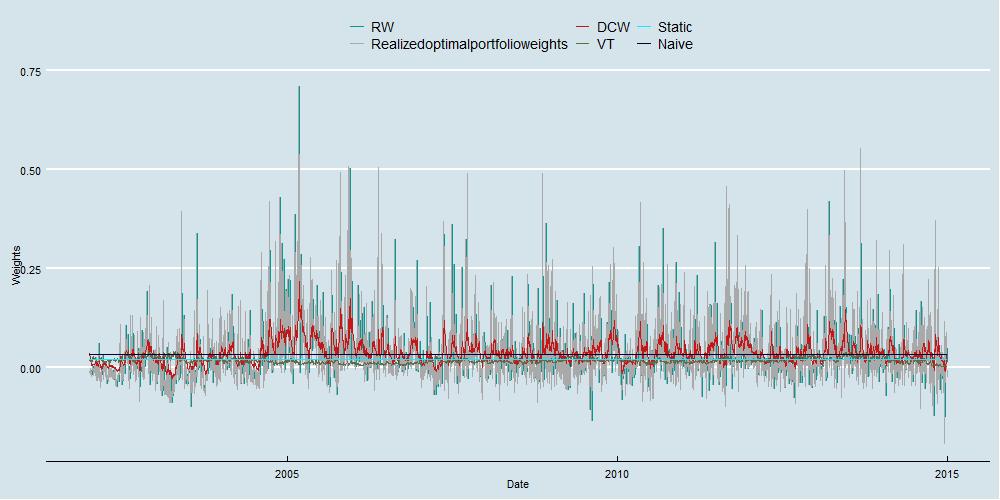 RW DCW Static
Realizedoptimalportfolioweights VT Naive
0.75
0.50
0.25
0.00
Weights
2005 2010 2015
Date